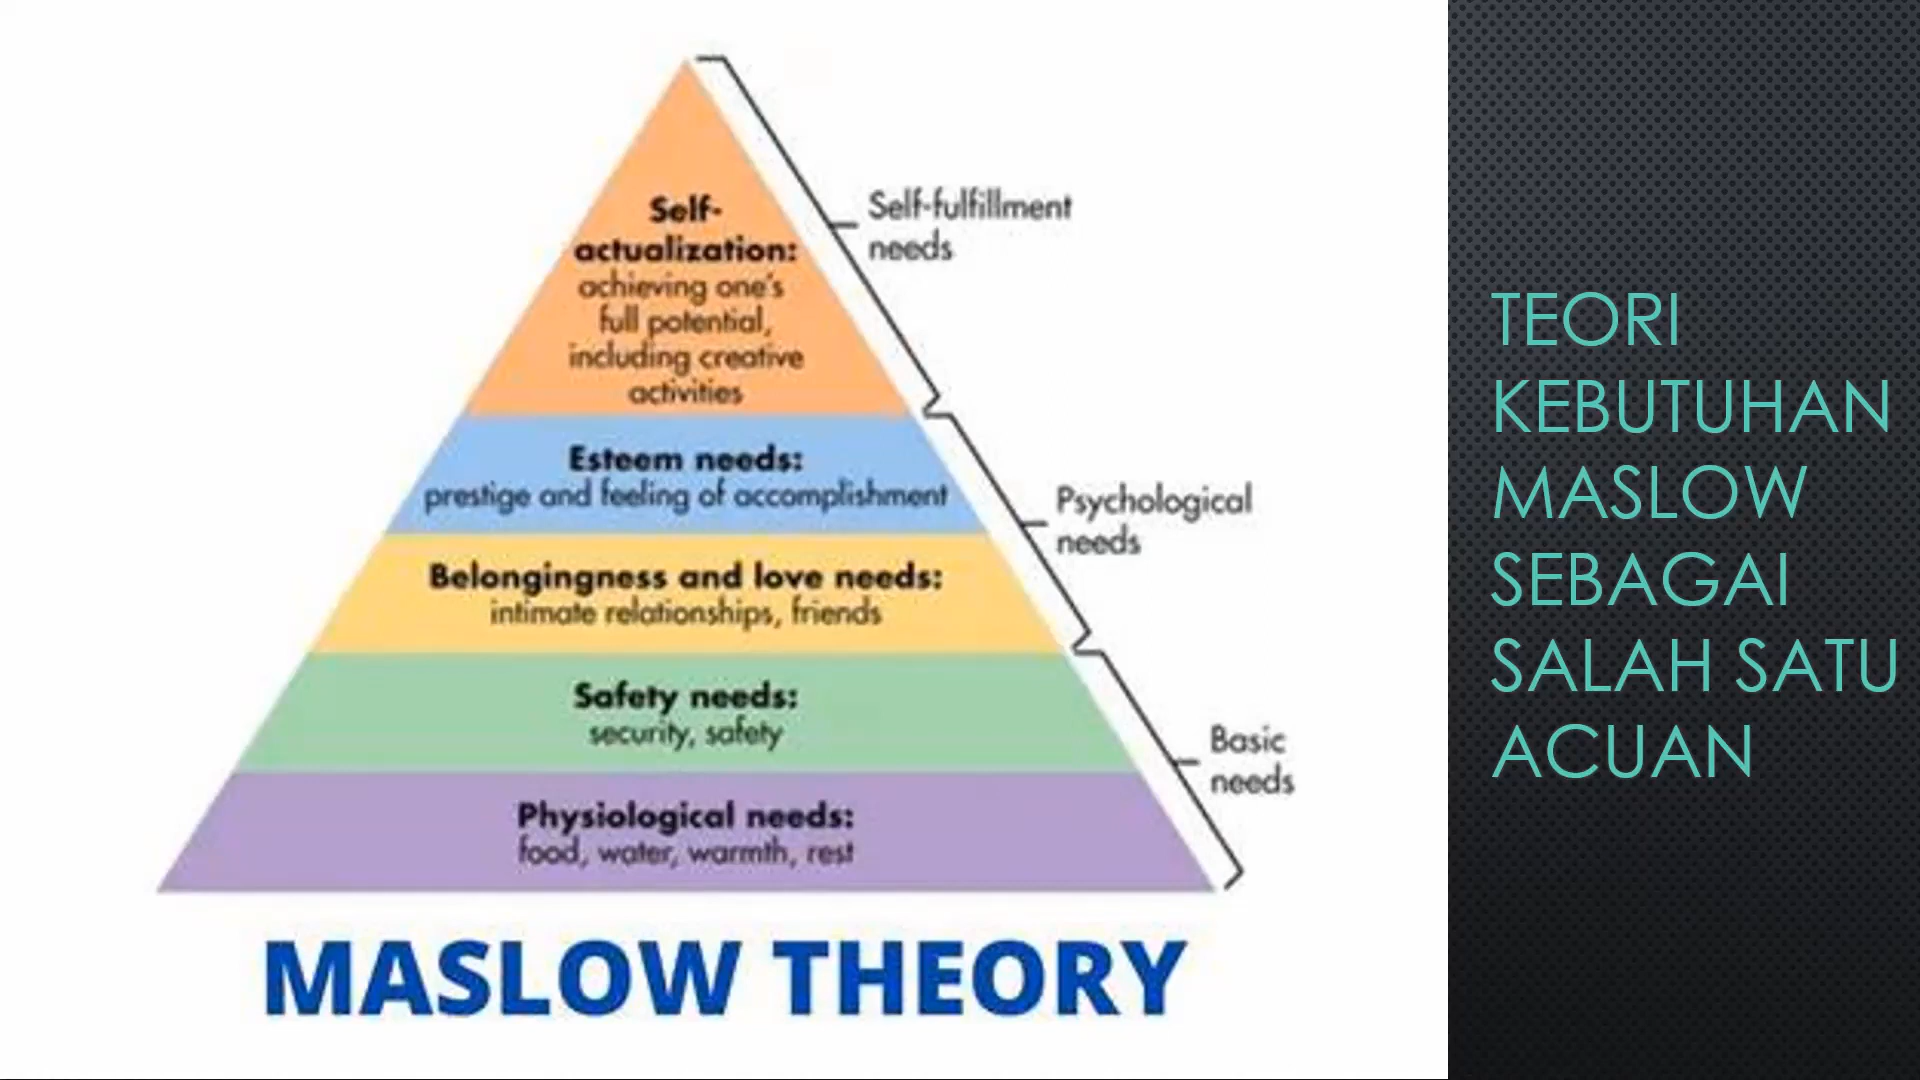 Self-
actualization:
achieving one's
full potential,
including creative
activities
Self-fulfillment
needs
Esteem needs:
prestige and feeling of accomplishment
Psychological
needs
Belongingness and love needs:
intimate relationships, friends
Safety needs:
security, safety
Basic
needs
Physiological needs:
food, water, warmth, rest
MASLOW THEORY
TEORI
KEBUTUHAN
MASLOW
SEBAGAI
SALAH SATU
ACUAN